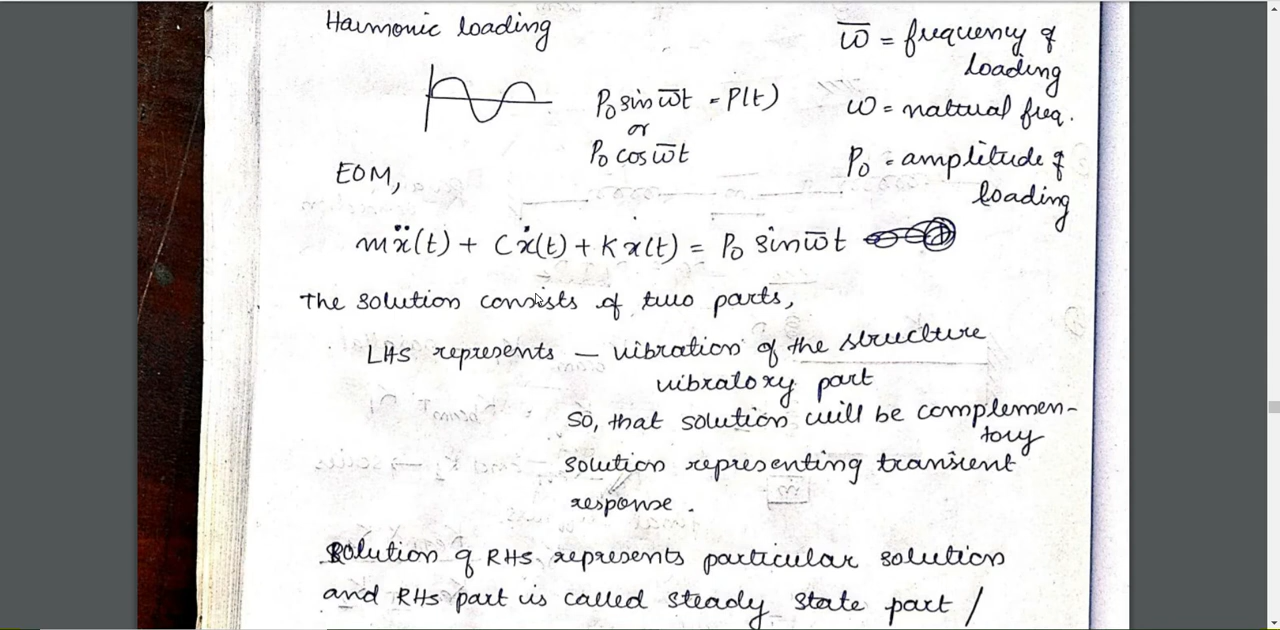 Harmonic loading
ω̅ = frequency of
loading
P₀ sin ω̅t = P(t)
or
P₀ cos ω̅t
ω = nattual freq.
P₀ = amplitude of
loading
EOM,
mẍ(t) + Cẋ(t) + Kx(t) = P₀ sin ω̅t
The solution consists of two parts,
LHS represents – vibration of the structure
vibratory part
So, that solution will be complemen-
tory
solution representing transient
response.
Solution of RHS represents particular solution
and RHS part is called steady state part /